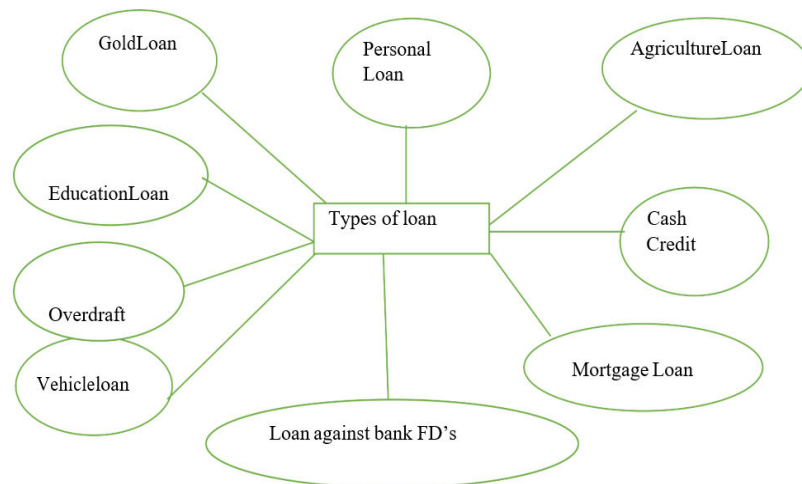 GoldLoan
Personal
Loan
AgricultureLoan
EducationLoan
Types of loan
Cash
Credit
Overdraft
Mortgage Loan
Vehicleloan
Loan against bank FD’s